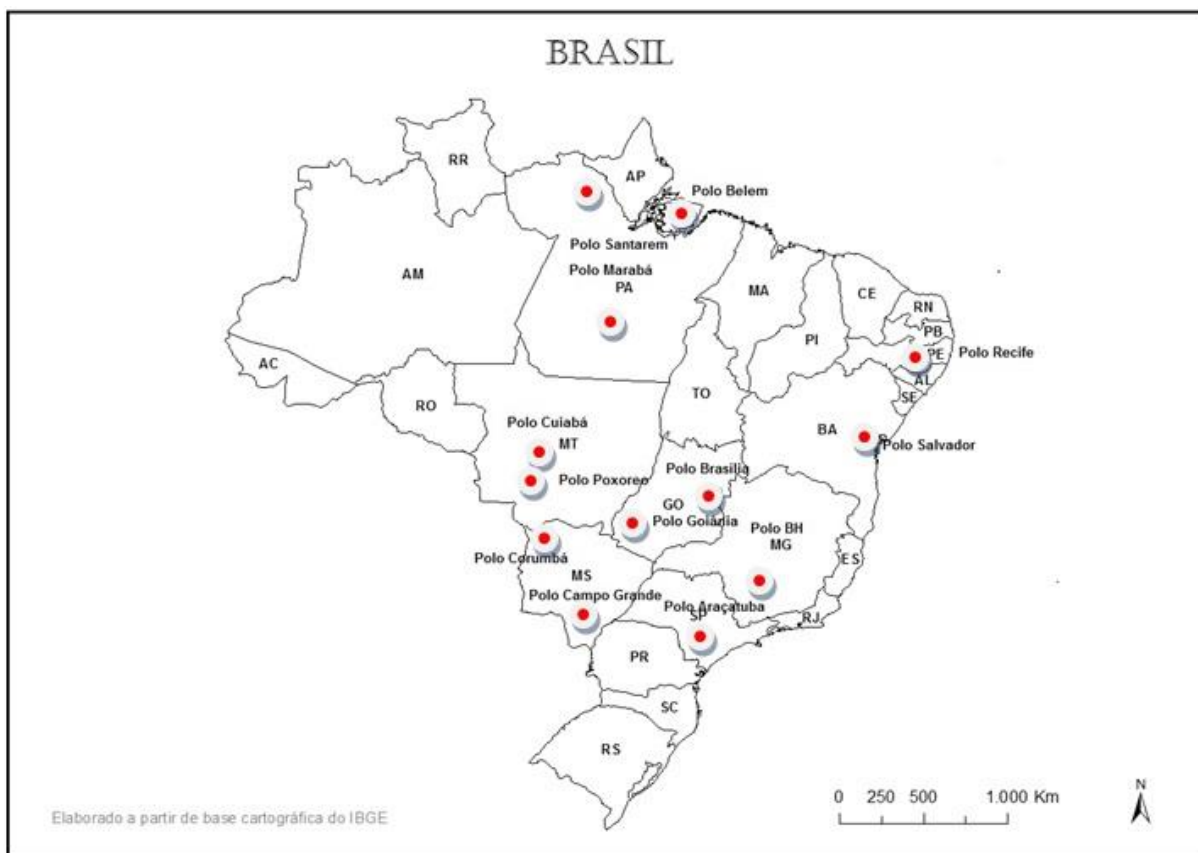 BRASIL
RR
AP
Polo Belem
Polo Santarem
Polo Marabá
PA
AM
MA
CE
RN
PB
PI
PE
Polo Recife
AC
AL
TO
SE
RO
Polo Cuiabá
MT
BA
Polo Salvador
Polo Brasilia
Polo Poxoreo
GO
Polo Goiânia
Polo BH
MG
ES
Polo Corumbá
MS
Polo Campo Grande
Polo Araçatuba
SP
RJ
PR
SC
RS
Elaborado a partir de base cartográfica do IBGE
0 250 500 1.000 Km
N